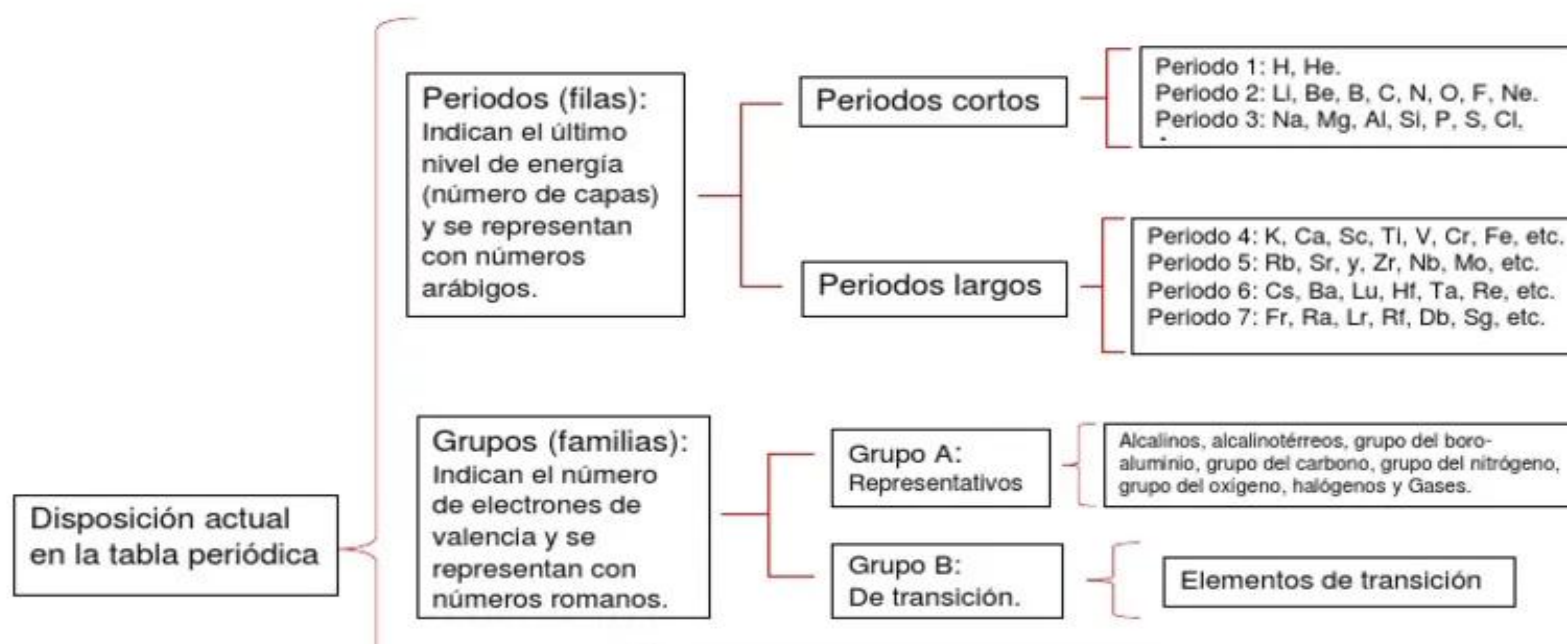 Disposición actual
en la tabla periódica
Periodos (filas):
Indican el último
nivel de energía
(número de capas)
y se representan
con números
arábigos.
Periodos cortos
Periodo 1: H, He.
Periodo 2: Li, Be, B, C, N, O, F, Ne.
Periodo 3: Na, Mg, Al, Si, P, S, Cl,
Periodos largos
Periodo 4: K, Ca, Sc, Ti, V, Cr, Fe, etc.
Periodo 5: Rb, Sr, y, Zr, Nb, Mo, etc.
Periodo 6: Cs, Ba, Lu, Hf, Ta, Re, etc.
Periodo 7: Fr, Ra, Lr, Rf, Db, Sg, etc.
Grupos (familias):
Indican el número
de electrones de
valencia y se
representan con
números romanos.
Grupo A:
Representativos
Alcalinos, alcalinotérreos, grupo del boro-
aluminio, grupo del carbono, grupo del nitrógeno,
grupo del oxígeno, halógenos y Gases.
Grupo B:
De transición.
Elementos de transición